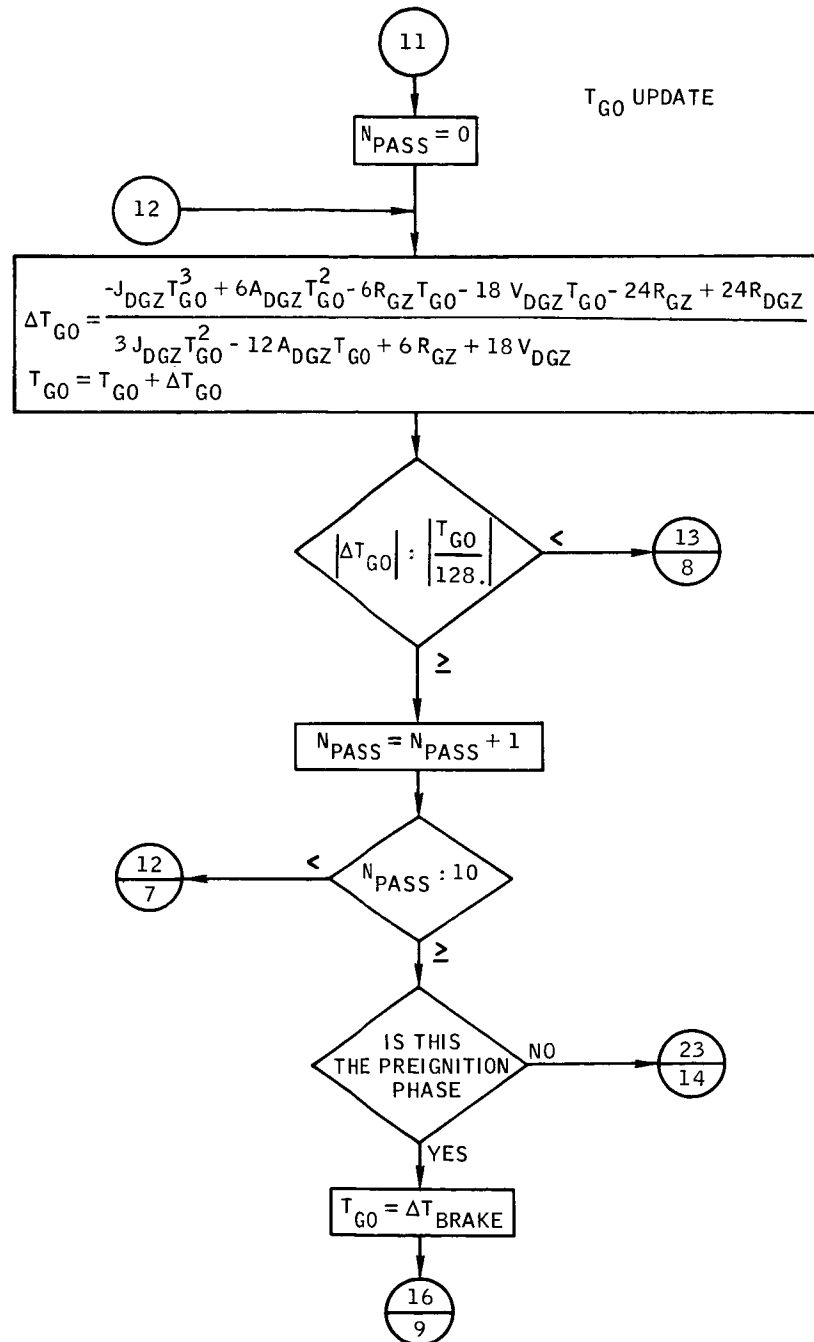 11
T_GO UPDATE
N_PASS = 0
12
ΔT_GO = (-J_DGZ T_GO^3 + 6A_DGZ T_GO^2 - 6R_GZ T_GO - 18 V_DGZ T_GO - 24R_GZ + 24R_DGZ) / (3 J_DGZ T_GO^2 - 12 A_DGZ T_GO + 6 R_GZ + 18 V_DGZ)
T_GO = T_GO + ΔT_GO
|ΔT_GO| : |T_GO / 128.|
<
13
8
≥
N_PASS = N_PASS + 1
12
7
<
N_PASS : 10
≥
IS THIS
THE PREIGNITION
PHASE
NO
23
14
YES
T_GO = ΔT_BRAKE
16
9